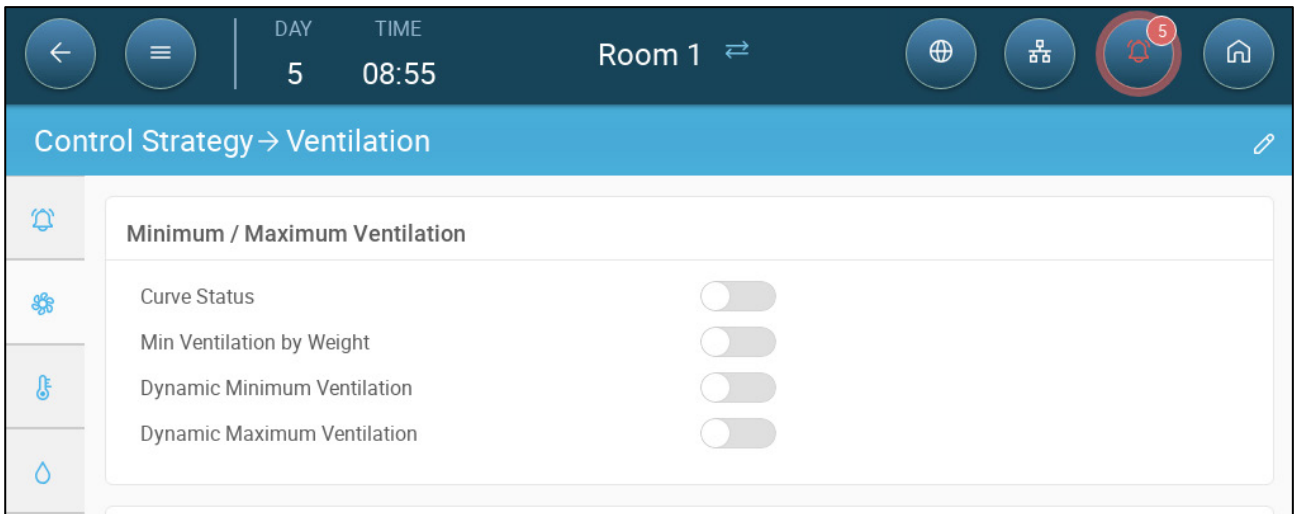 DAY TIME
5 08:55
Room 1
5
Control Strategy → Ventilation
Minimum / Maximum Ventilation
Curve Status
Min Ventilation by Weight
Dynamic Minimum Ventilation
Dynamic Maximum Ventilation